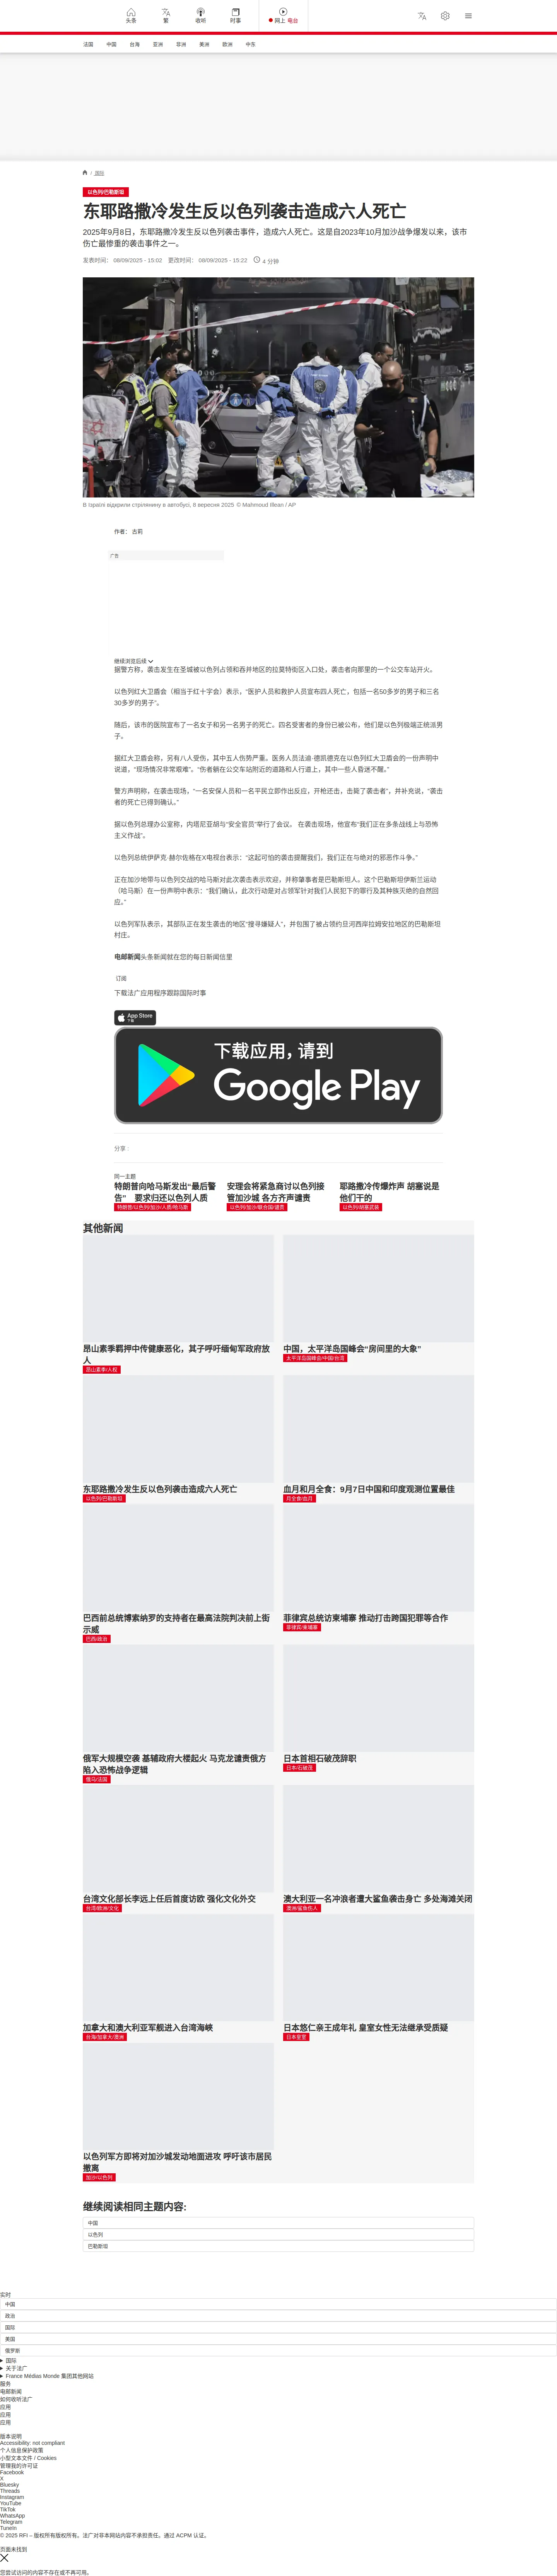 头条
繁
收听
时事
网上 电台
法国 中国 台海 亚洲 非洲 美洲 欧洲 中东
/ 国际
以色列/巴勒斯坦
东耶路撒冷发生反以色列袭击造成六人死亡
2025年9月8日，东耶路撒冷发生反以色列袭击事件，造成六人死亡。这是自2023年10月加沙战争爆发以来，该市
伤亡最惨重的袭击事件之一。
发表时间： 08/09/2025 - 15:02 更改时间： 08/09/2025 - 15:22 4 分钟
В Ізраїлі відкрили стрілянину в автобусі, 8 вересня 2025 © Mahmoud Illean / AP
作者： 古莉
广告
继续浏览后续
据警方称，袭击发生在圣城被以色列占领和吞并地区的拉莫特街区入口处，袭击者向那里的一个公交车站开火。
以色列红大卫盾会（相当于红十字会）表示，“医护人员和救护人员宣布四人死亡，包括一名50多岁的男子和三名
30多岁的男子”。
随后，该市的医院宣布了一名女子和另一名男子的死亡。四名受害者的身份已被公布，他们是以色列极端正统派男
子。
据红大卫盾会称，另有八人受伤，其中五人伤势严重。医务人员法迪·德凯德克在以色列红大卫盾会的一份声明中
说道，“现场情况非常艰难”。“伤者躺在公交车站附近的道路和人行道上，其中一些人昏迷不醒。”
警方声明称，在袭击现场，“一名安保人员和一名平民立即作出反应，开枪还击，击毙了袭击者”，并补充说，“袭击
者的死亡已得到确认。”
据以色列总理办公室称，内塔尼亚胡与“安全官员”举行了会议。 在袭击现场，他宣布“我们正在多条战线上与恐怖
主义作战”。
以色列总统伊萨克·赫尔佐格在X电视台表示：“这起可怕的袭击提醒我们，我们正在与绝对的邪恶作斗争。”
正在加沙地带与以色列交战的哈马斯对此次袭击表示欢迎，并称肇事者是巴勒斯坦人。这个巴勒斯坦伊斯兰运动
（哈马斯）在一份声明中表示：“我们确认，此次行动是对占领军针对我们人民犯下的罪行及其种族灭绝的自然回
应。”
以色列军队表示，其部队正在发生袭击的地区“搜寻嫌疑人”，并包围了被占领约旦河西岸拉姆安拉地区的巴勒斯坦
村庄。
电邮新闻头条新闻就在您的每日新闻信里
订阅
下载法广应用程序跟踪国际时事
App Store
下载
下载应用，请到
Google Play
分享 :
同一主题
特朗普向哈马斯发出“最后警
告” 要求归还以色列人质
特朗普/以色列/加沙/人质/哈马斯
安理会将紧急商讨以色列接
管加沙城 各方齐声谴责
以色列/加沙/联合国/谴责
耶路撒冷传爆炸声 胡塞说是
他们干的
以色列/胡塞武装
其他新闻
昂山素季羁押中传健康恶化，其子呼吁缅甸军政府放
人
昂山素季/人权
中国，太平洋岛国峰会“房间里的大象”
太平洋岛国峰会/中国/台湾
东耶路撒冷发生反以色列袭击造成六人死亡
以色列/巴勒斯坦
血月和月全食：9月7日中国和印度观测位置最佳
月全食/血月
巴西前总统博索纳罗的支持者在最高法院判决前上街
示威
巴西/政治
菲律宾总统访柬埔寨 推动打击跨国犯罪等合作
菲律宾/柬埔寨
俄军大规模空袭 基辅政府大楼起火 马克龙谴责俄方
陷入恐怖战争逻辑
俄乌/法国
日本首相石破茂辞职
日本/石破茂
台湾文化部长李远上任后首度访欧 强化文化外交
台湾/欧洲/文化
澳大利亚一名冲浪者遭大鲨鱼袭击身亡 多处海滩关闭
澳洲/鲨鱼伤人
加拿大和澳大利亚军舰进入台湾海峡
台海/加拿大/澳洲
日本悠仁亲王成年礼 皇室女性无法继承受质疑
日本皇室
以色列军方即将对加沙城发动地面进攻 呼吁该市居民
撤离
加沙/以色列
继续阅读相同主题内容:
中国
以色列
巴勒斯坦
实时
中国
政治
国际
美国
俄罗斯
国际
关于法广
France Médias Monde 集团其他网站
服务
电邮新闻
如何收听法广
应用
应用
应用
版本说明
Accessibility: not compliant
个人信息保护政策
小型文本文件 / Cookies
管理我的许可证
Facebook
X
Bluesky
Threads
Instagram
YouTube
TikTok
WhatsApp
Telegram
TuneIn
© 2025 RFI – 版权所有版权所有。法广对非本网站内容不承担责任。通过 ACPM 认证。
页面未找到
您尝试访问的内容不存在或不再可用。